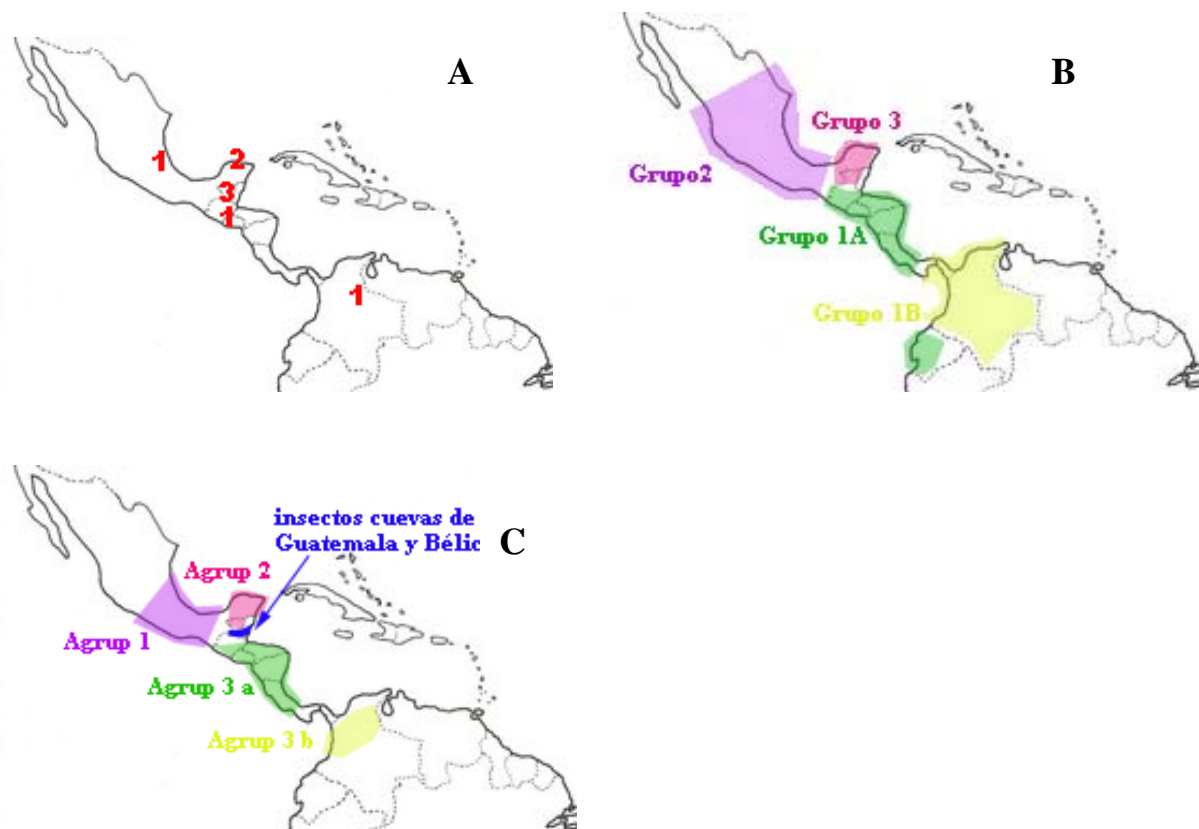 A
1
2
3
1
1
B
Grupo 3
Grupo2
Grupo 1A
Grupo 1B
C
insectos cuevas de
Guatemala y Bélic
Agrup 2
Agrup 1
Agrup 3 a
Agrup 3 b